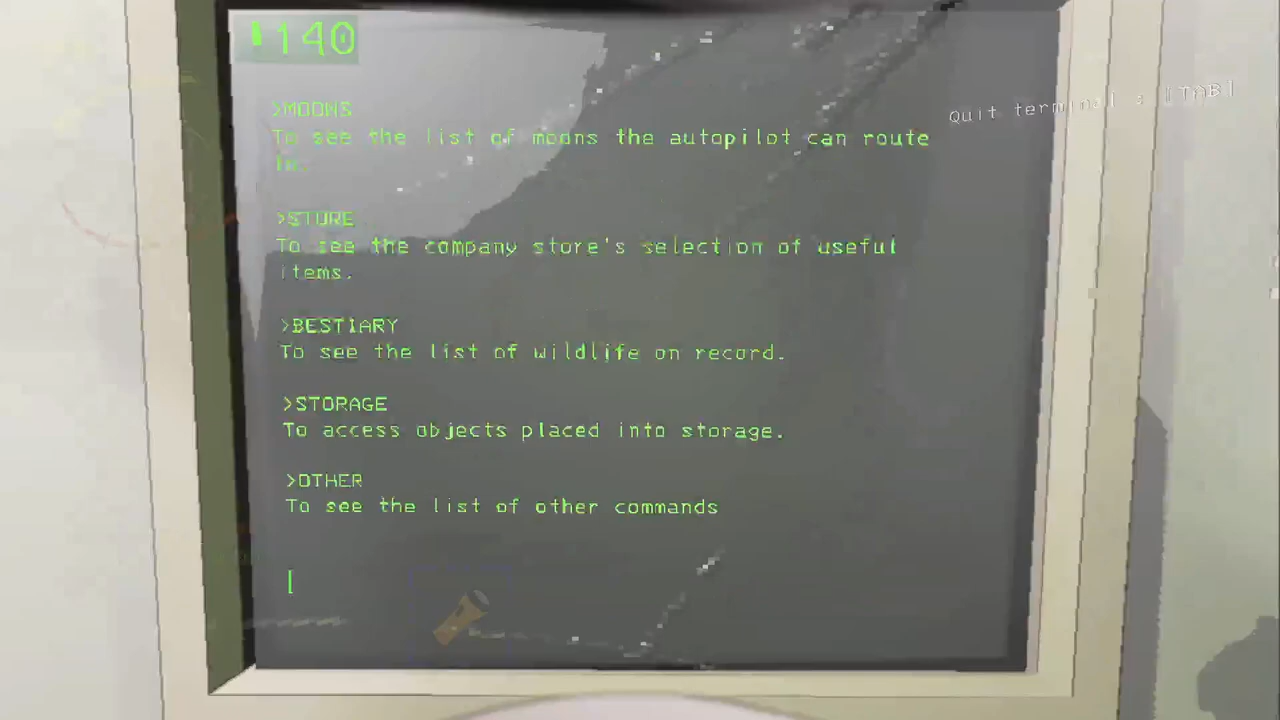 ▮140
>MOONS
To see the list of moons the autopilot can route
to.
Quit terminal : [TAB]
>STORE
To see the company store's selection of useful
items.
>BESTIARY
To see the list of wildlife on record.
>STORAGE
To access objects placed into storage.
>OTHER
To see the list of other commands